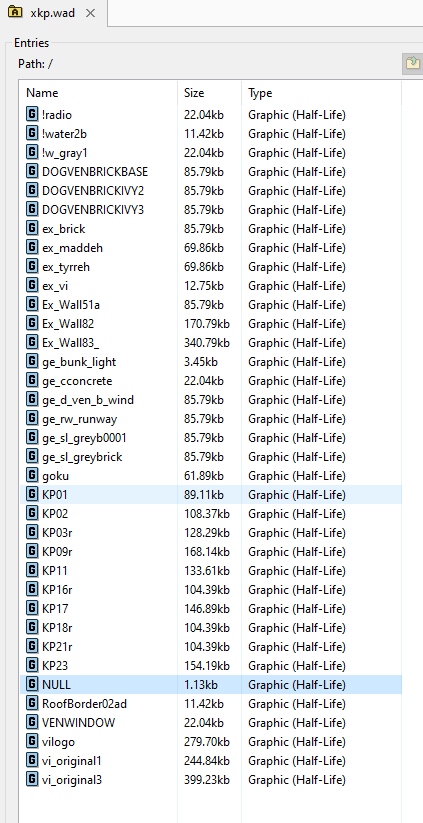 xkp.wad
Entries
Path: /
Name Size Type
!radio 22.04kb Graphic (Half-Life)
!water2b 11.42kb Graphic (Half-Life)
!w_gray1 22.04kb Graphic (Half-Life)
DOGVENBRICKBASE 85.79kb Graphic (Half-Life)
DOGVENBRICKIVY2 85.79kb Graphic (Half-Life)
DOGVENBRICKIVY3 85.79kb Graphic (Half-Life)
ex_brick 85.79kb Graphic (Half-Life)
ex_maddeh 69.86kb Graphic (Half-Life)
ex_tyrreh 69.86kb Graphic (Half-Life)
ex_vi 12.75kb Graphic (Half-Life)
Ex_Wall51a 85.79kb Graphic (Half-Life)
Ex_Wall82 170.79kb Graphic (Half-Life)
Ex_Wall83_ 340.79kb Graphic (Half-Life)
ge_bunk_light 3.45kb Graphic (Half-Life)
ge_cconcrete 22.04kb Graphic (Half-Life)
ge_d_ven_b_wind 85.79kb Graphic (Half-Life)
ge_rw_runway 85.79kb Graphic (Half-Life)
ge_sl_greyb0001 85.79kb Graphic (Half-Life)
ge_sl_greybrick 85.79kb Graphic (Half-Life)
goku 61.89kb Graphic (Half-Life)
KP01 89.11kb Graphic (Half-Life)
KP02 108.37kb Graphic (Half-Life)
KP03r 128.29kb Graphic (Half-Life)
KP09r 168.14kb Graphic (Half-Life)
KP11 133.61kb Graphic (Half-Life)
KP16r 104.39kb Graphic (Half-Life)
KP17 146.89kb Graphic (Half-Life)
KP18r 104.39kb Graphic (Half-Life)
KP21r 104.39kb Graphic (Half-Life)
KP23 154.19kb Graphic (Half-Life)
NULL 1.13kb Graphic (Half-Life)
RoofBorder02ad 11.42kb Graphic (Half-Life)
VENWINDOW 22.04kb Graphic (Half-Life)
vilogo 279.70kb Graphic (Half-Life)
vi_original1 244.84kb Graphic (Half-Life)
vi_original3 399.23kb Graphic (Half-Life)